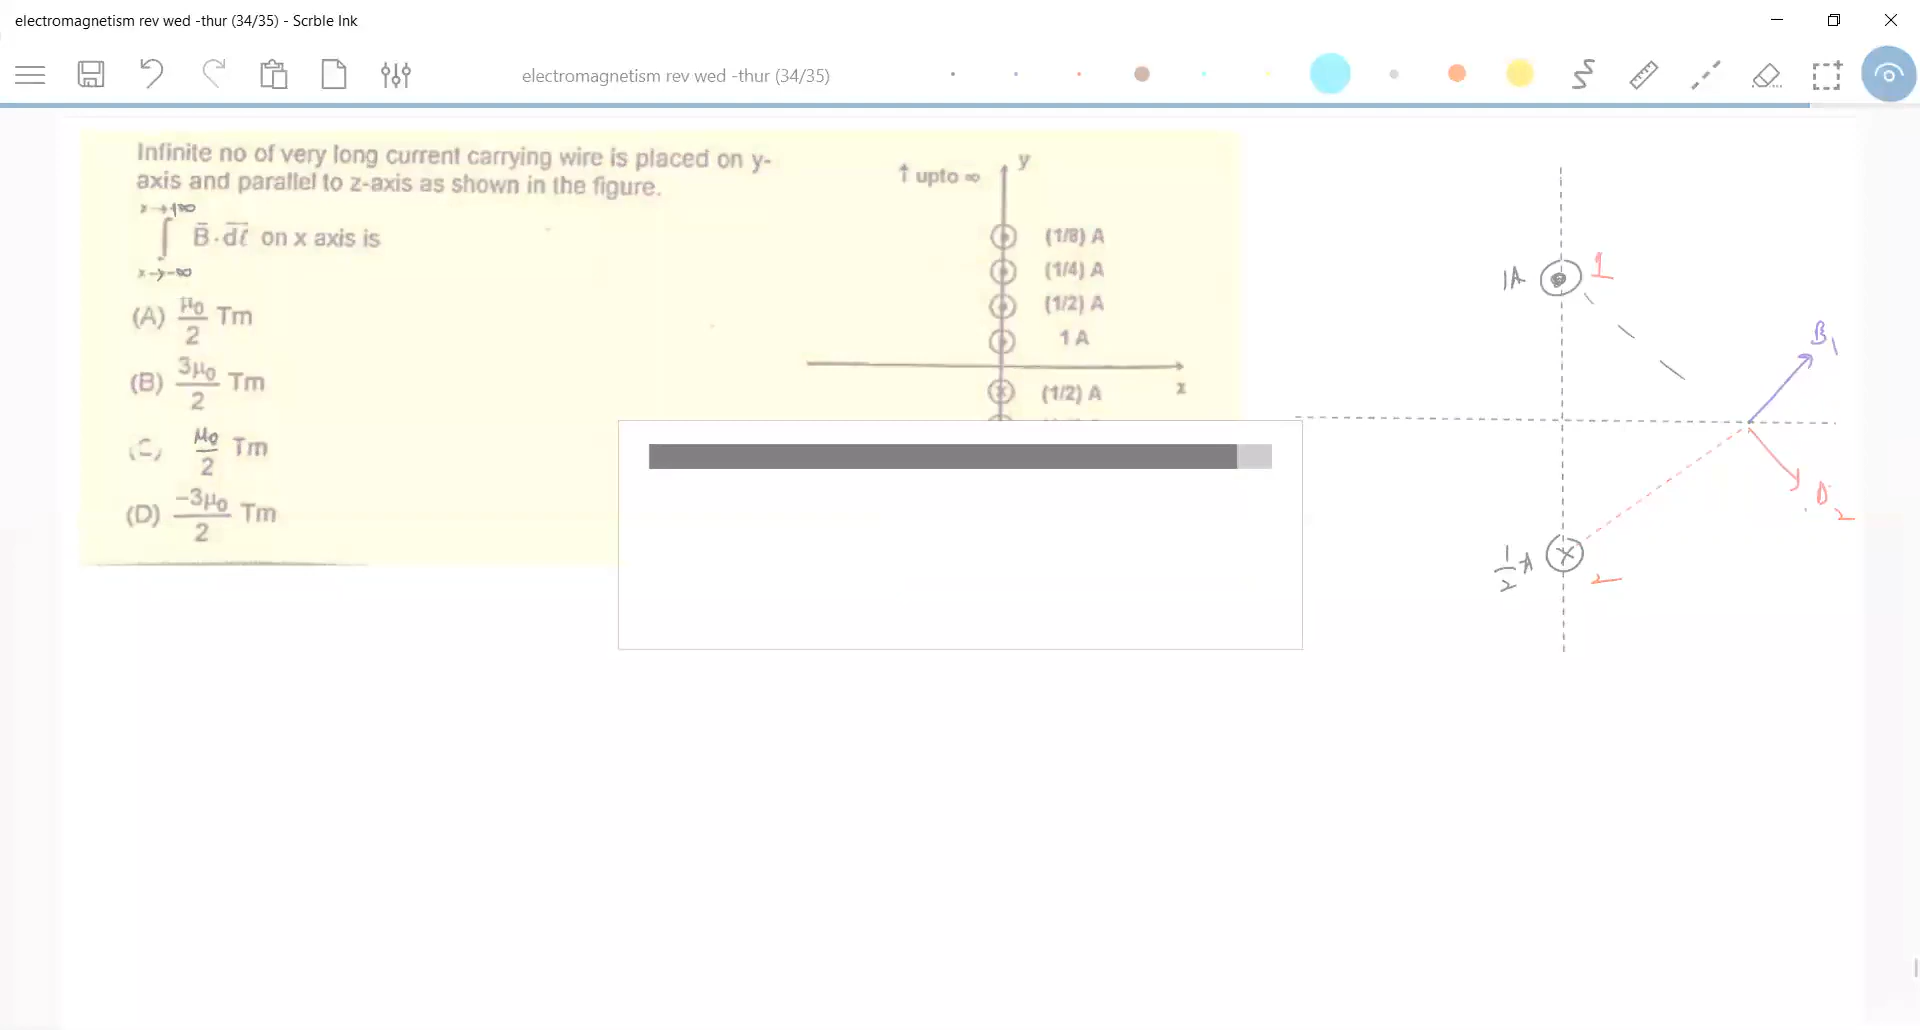 electromagnetism rev wed -thur (34/35) - Scrble Ink
electromagnetism rev wed -thur (34/35)
Infinite no of very long current carrying wire is placed on y-
axis and parallel to z-axis as shown in the figure.
x→+∞
∫ B̄·dℓ̄ on x axis is
x→-∞
(A) μ₀/2 Tm
(B) 3μ₀/2 Tm
(C) μ₀/2 Tm
(D) -3μ₀/2 Tm
↑ upto ∞
y
(1/8) A
(1/4) A
(1/2) A
1 A
x
(1/2) A
1A
1
B₁
1/2 A
2